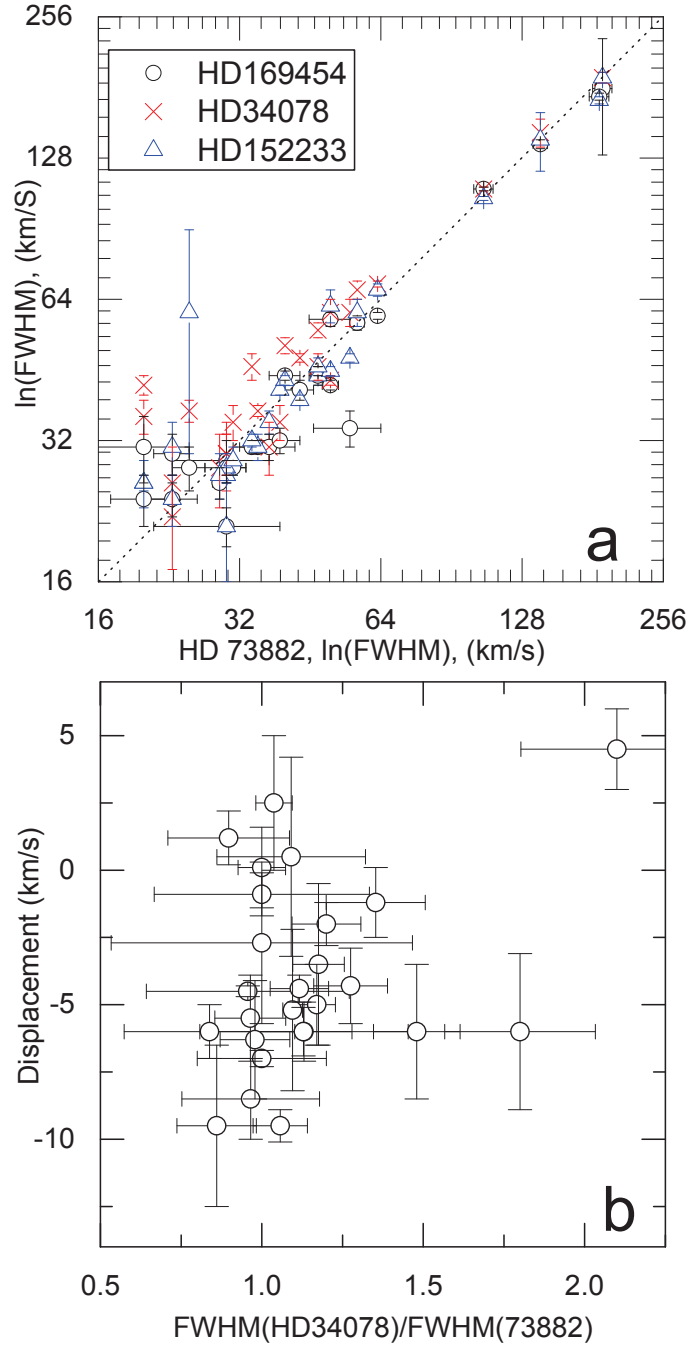 256
128
64
32
16
ln(FWHM), (km/S)
HD169454
HD34078
HD152233
a
16 32 64 128 256
HD 73882, ln(FWHM), (km/s)
5
0
-5
-10
Displacement (km/s)
b
0.5 1.0 1.5 2.0
FWHM(HD34078)/FWHM(73882)